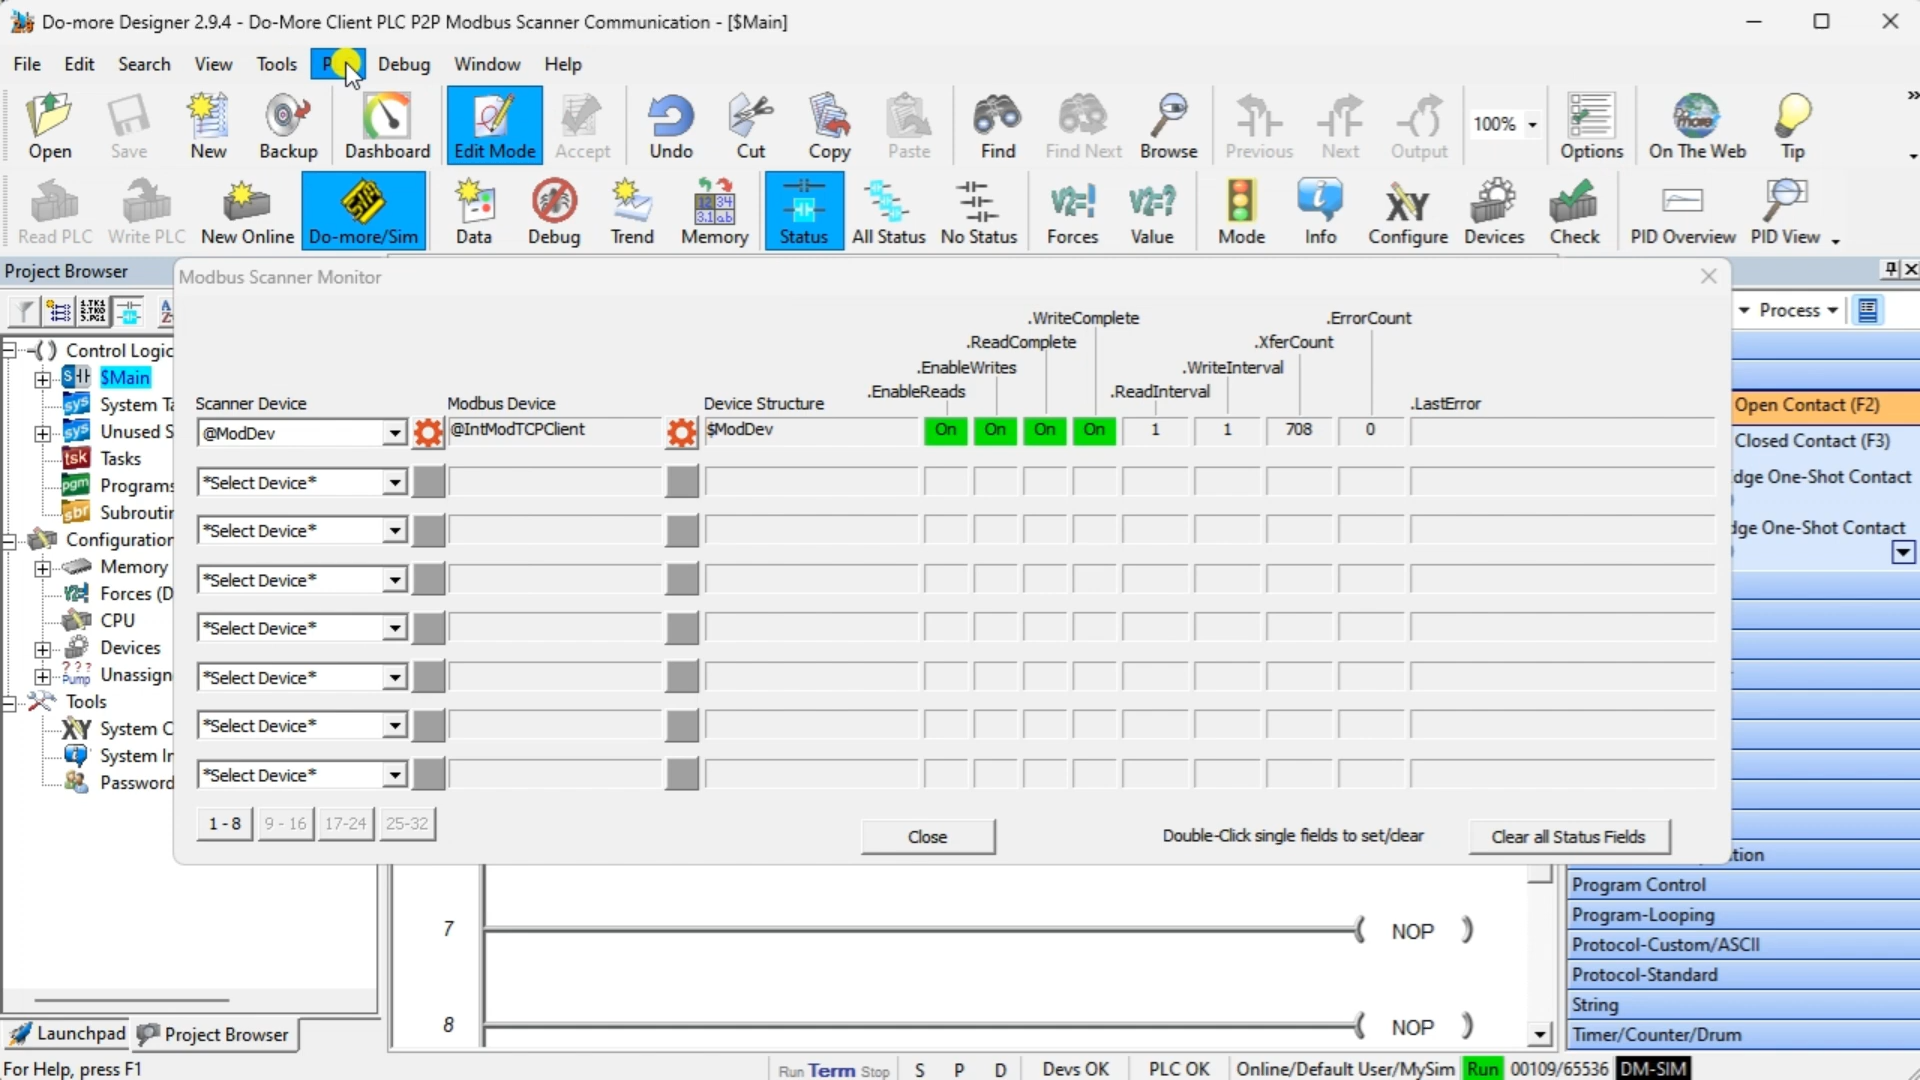 Do-more Designer 2.9.4 - Do-More Client PLC P2P Modbus Scanner Communication - [$Main]
File Edit Search View Tools P Debug Window Help
Open Save New Backup Dashboard Edit Mode Accept Undo Cut Copy Paste Find Find Next Browse Previous Next Output 100% Options On The Web Tip
Read PLC Write PLC New Online Do-more/Sim Data Debug Trend Memory Status All Status No Status Forces Value Mode Info Configure Devices Check PID Overview PID View
Project Browser
Modbus Scanner Monitor
Process
.WriteComplete .ErrorCount
.ReadComplete .XferCount
.EnableWrites .WriteInterval
.EnableReads .ReadInterval
Scanner Device Modbus Device Device Structure .LastError
@ModDev @IntModTCPClient $ModDev On On On On 1 1 708 0
*Select Device*
*Select Device*
*Select Device*
*Select Device*
*Select Device*
*Select Device*
*Select Device*
1 - 8 9 - 16 17-24 25-32
Close
Double-Click single fields to set/clear
Clear all Status Fields
Control Logic
$Main
System T
Unused S
Tasks
Programs
Subroutin
Configuration
Memory
Forces (D
CPU
Devices
Unassign
Tools
System C
System In
Password
Open Contact (F2)
Closed Contact (F3)
dge One-Shot Contact
dge One-Shot Contact
tion
Program Control
Program-Looping
Protocol-Custom/ASCII
Protocol-Standard
String
Timer/Counter/Drum
7 NOP
8 NOP
Launchpad Project Browser
For Help, press F1
Run Term Stop S P D Devs OK PLC OK Online/Default User/MySim Run 00109/65536 DM-SIM